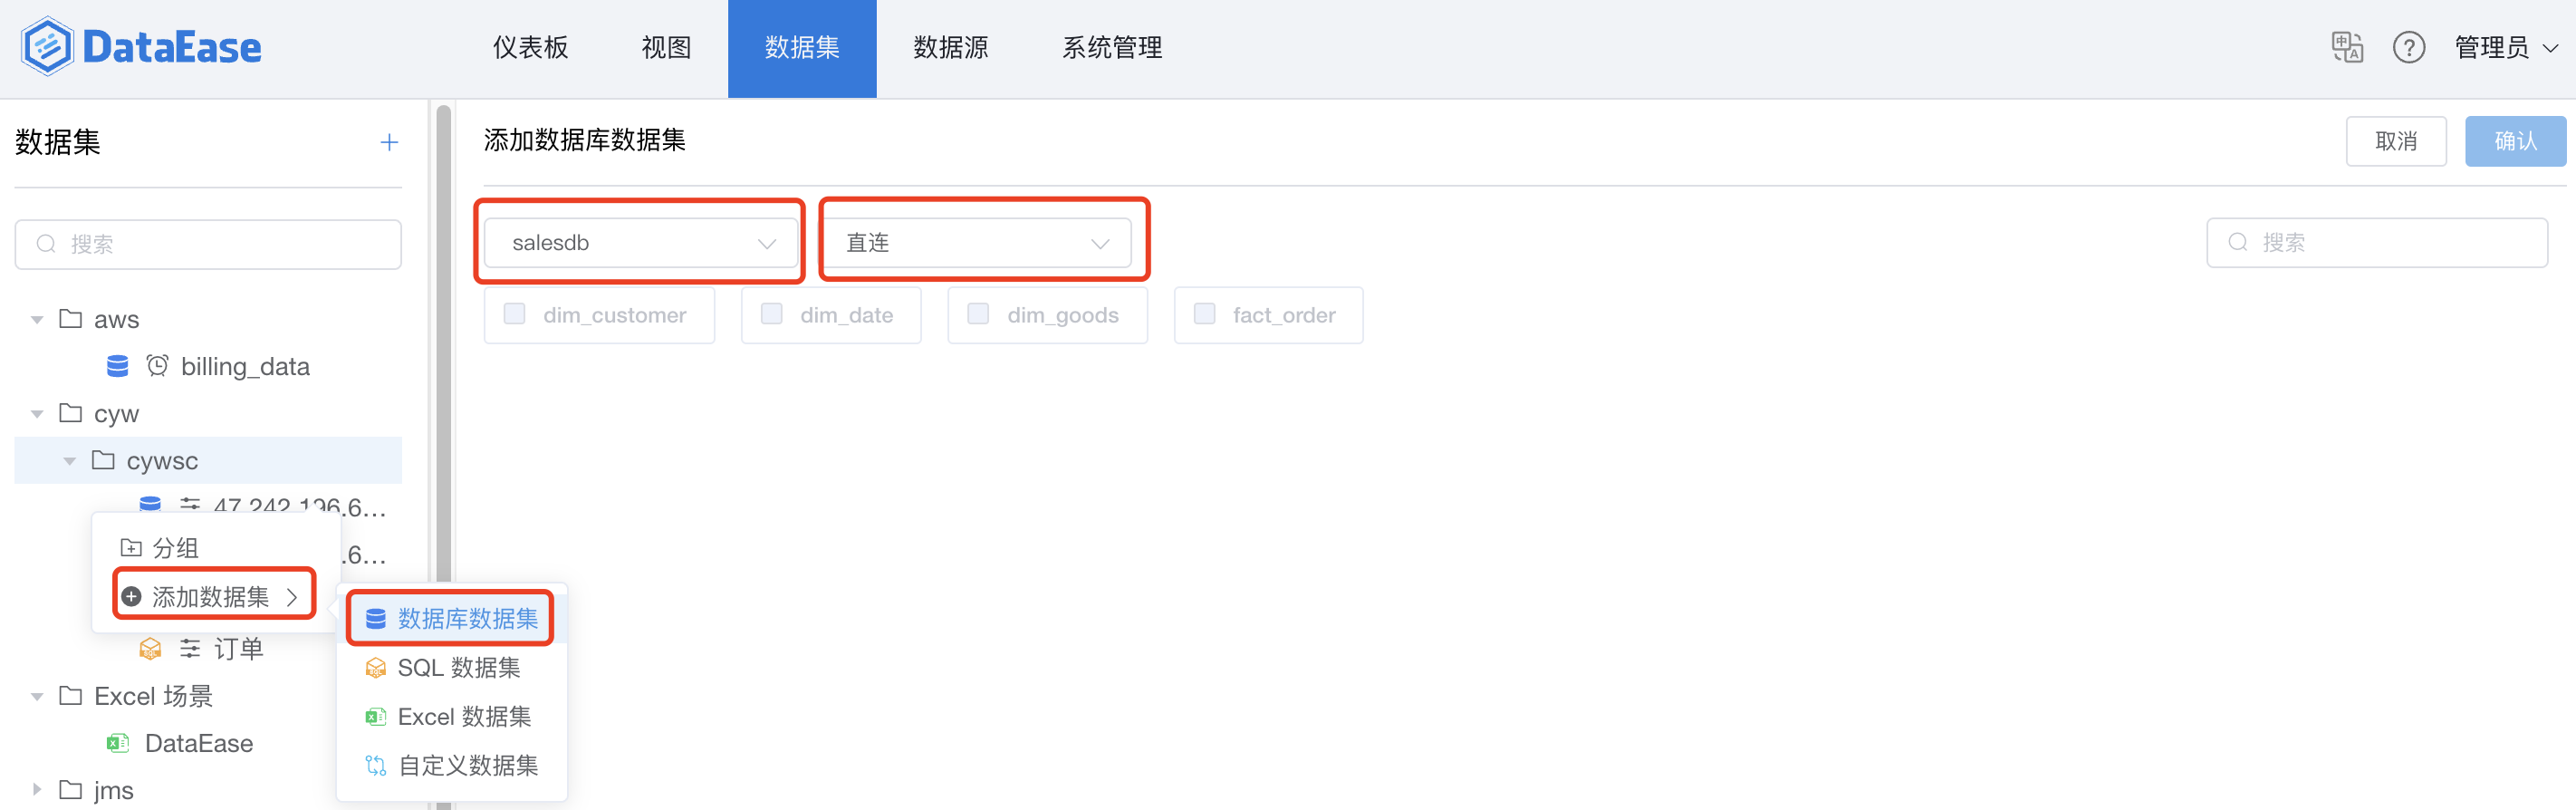 DataEase
仪表板
视图
数据集
数据源
系统管理
管理员
数据集
搜索
aws
billing_data
cyw
cywsc
47.242.196.6...
.6...
分组
添加数据集
订单
Excel 场景
DataEase
jms
数据库数据集
SQL 数据集
Excel 数据集
自定义数据集
添加数据库数据集
取消
确认
salesdb
直连
搜索
dim_customer
dim_date
dim_goods
fact_order